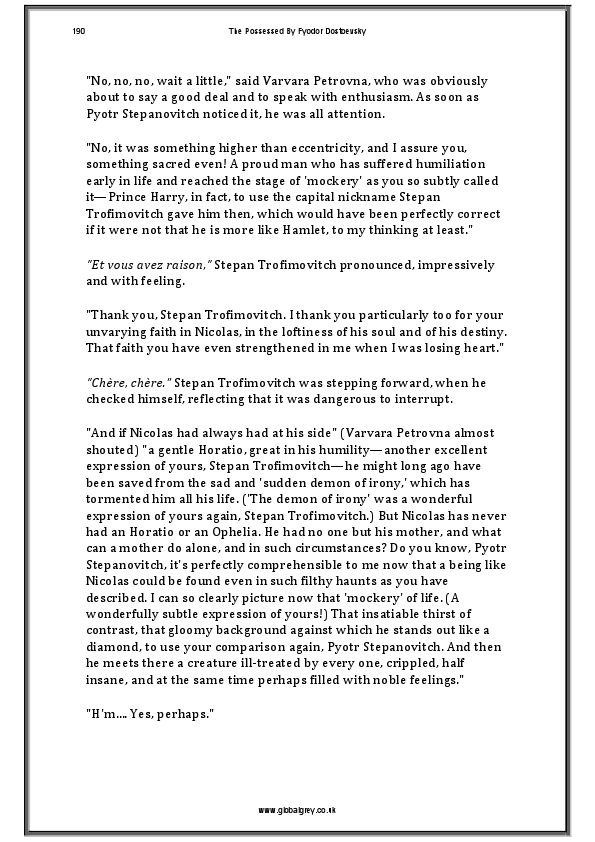 190 The Possessed By Fyodor Dostoevsky
"No, no, no, wait a little," said Varvara Petrovna, who was obviously
about to say a good deal and to speak with enthusiasm. As soon as
Pyotr Stepanovitch noticed it, he was all attention.
"No, it was something higher than eccentricity, and I assure you,
something sacred even! A proud man who has suffered humiliation
early in life and reached the stage of 'mockery' as you so subtly called
it—Prince Harry, in fact, to use the capital nickname Stepan
Trofimovitch gave him then, which would have been perfectly correct
if it were not that he is more like Hamlet, to my thinking at least."
"Et vous avez raison," Stepan Trofimovitch pronounced, impressively
and with feeling.
"Thank you, Stepan Trofimovitch. I thank you particularly too for your
unvarying faith in Nicolas, in the loftiness of his soul and of his destiny.
That faith you have even strengthened in me when I was losing heart."
"Chère, chère." Stepan Trofimovitch was stepping forward, when he
checked himself, reflecting that it was dangerous to interrupt.
"And if Nicolas had always had at his side" (Varvara Petrovna almost
shouted) "a gentle Horatio, great in his humility—another excellent
expression of yours, Stepan Trofimovitch—he might long ago have
been saved from the sad and 'sudden demon of irony,' which has
tormented him all his life. ('The demon of irony' was a wonderful
expression of yours again, Stepan Trofimovitch.) But Nicolas has never
had an Horatio or an Ophelia. He had no one but his mother, and what
can a mother do alone, and in such circumstances? Do you know, Pyotr
Stepanovitch, it's perfectly comprehensible to me now that a being like
Nicolas could be found even in such filthy haunts as you have
described. I can so clearly picture now that 'mockery' of life. (A
wonderfully subtle expression of yours!) That insatiable thirst of
contrast, that gloomy background against which he stands out like a
diamond, to use your comparison again, Pyotr Stepanovitch. And then
he meets there a creature ill-treated by every one, crippled, half
insane, and at the same time perhaps filled with noble feelings."
"H'm.... Yes, perhaps."
www.globalgrey.co.uk